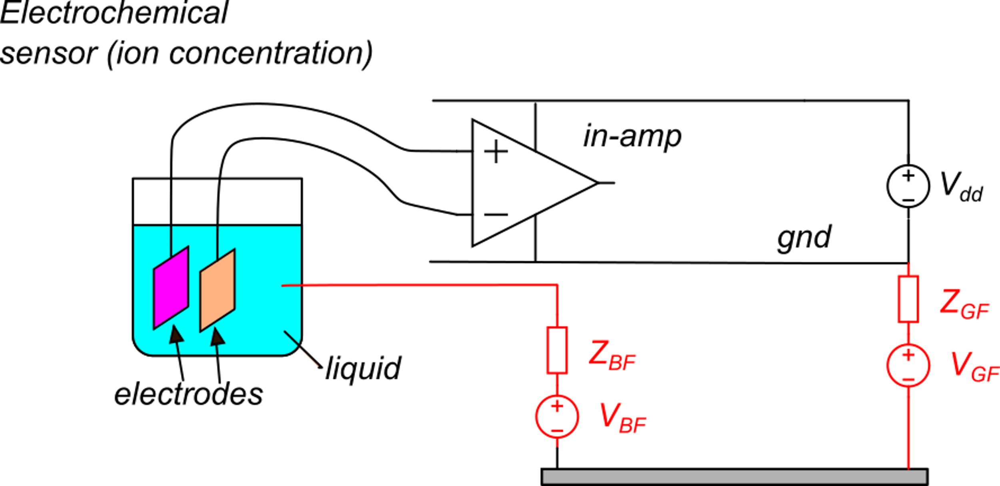 Electrochemical
sensor (ion concentration)
in-amp
+
−
+
−
V_dd
gnd
Z_GF
+
−
V_GF
Z_BF
+
−
V_BF
liquid
electrodes